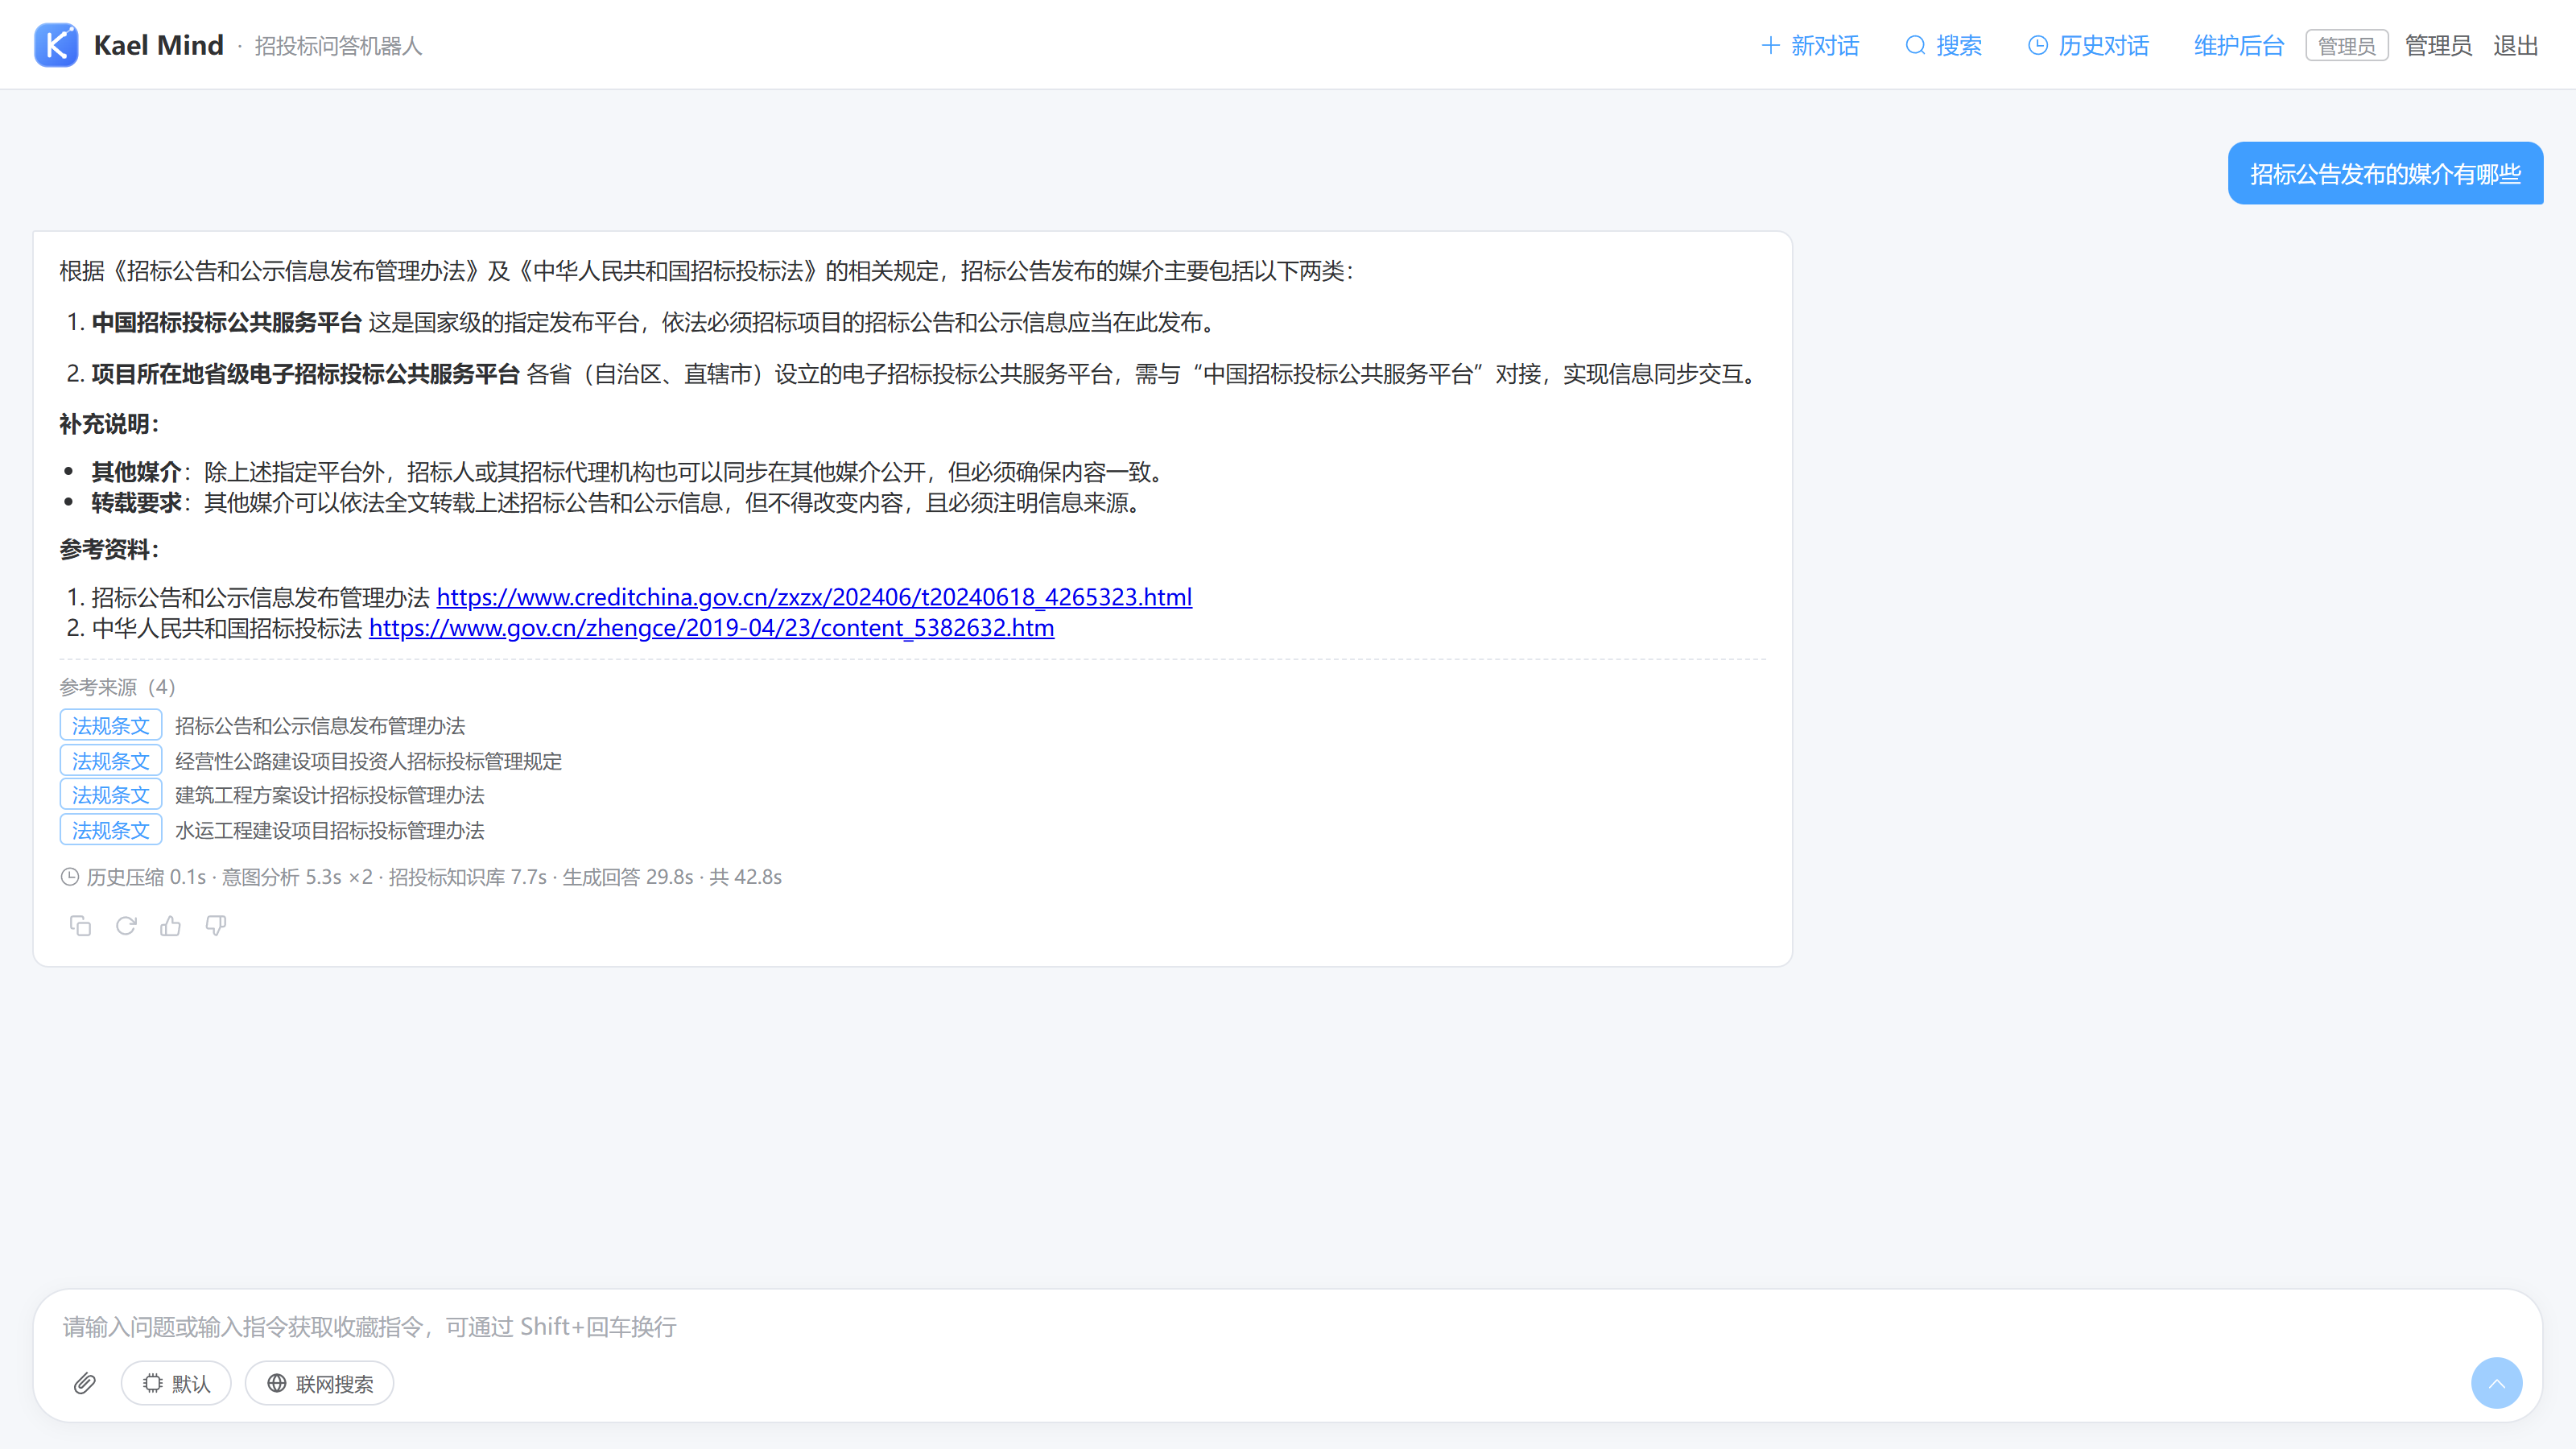 Kael Mind · 招投标问答机器人
新对话 搜索 历史对话 维护后台 管理员 管理员 退出
招标公告发布的媒介有哪些
根据《招标公告和公示信息发布管理办法》及《中华人民共和国招标投标法》的相关规定，招标公告发布的媒介主要包括以下两类：
1. 中国招标投标公共服务平台 这是国家级的指定发布平台，依法必须招标项目的招标公告和公示信息应当在此发布。
2. 项目所在地省级电子招标投标公共服务平台 各省（自治区、直辖市）设立的电子招标投标公共服务平台，需与“中国招标投标公共服务平台”对接，实现信息同步交互。
补充说明：
• 其他媒介：除上述指定平台外，招标人或其招标代理机构也可以同步在其他媒介公开，但必须确保内容一致。
• 转载要求：其他媒介可以依法全文转载上述招标公告和公示信息，但不得改变内容，且必须注明信息来源。
参考资料：
1. 招标公告和公示信息发布管理办法 https://www.creditchina.gov.cn/zxzx/202406/t20240618_4265323.html
2. 中华人民共和国招标投标法 https://www.gov.cn/zhengce/2019-04/23/content_5382632.htm
参考来源（4）
法规条文 招标公告和公示信息发布管理办法
法规条文 经营性公路建设项目投资人招标投标管理规定
法规条文 建筑工程方案设计招标投标管理办法
法规条文 水运工程建设项目招标投标管理办法
历史压缩 0.1s · 意图分析 5.3s ×2 · 招投标知识库 7.7s · 生成回答 29.8s · 共 42.8s
请输入问题或输入指令获取收藏指令，可通过 Shift+回车换行
默认 联网搜索